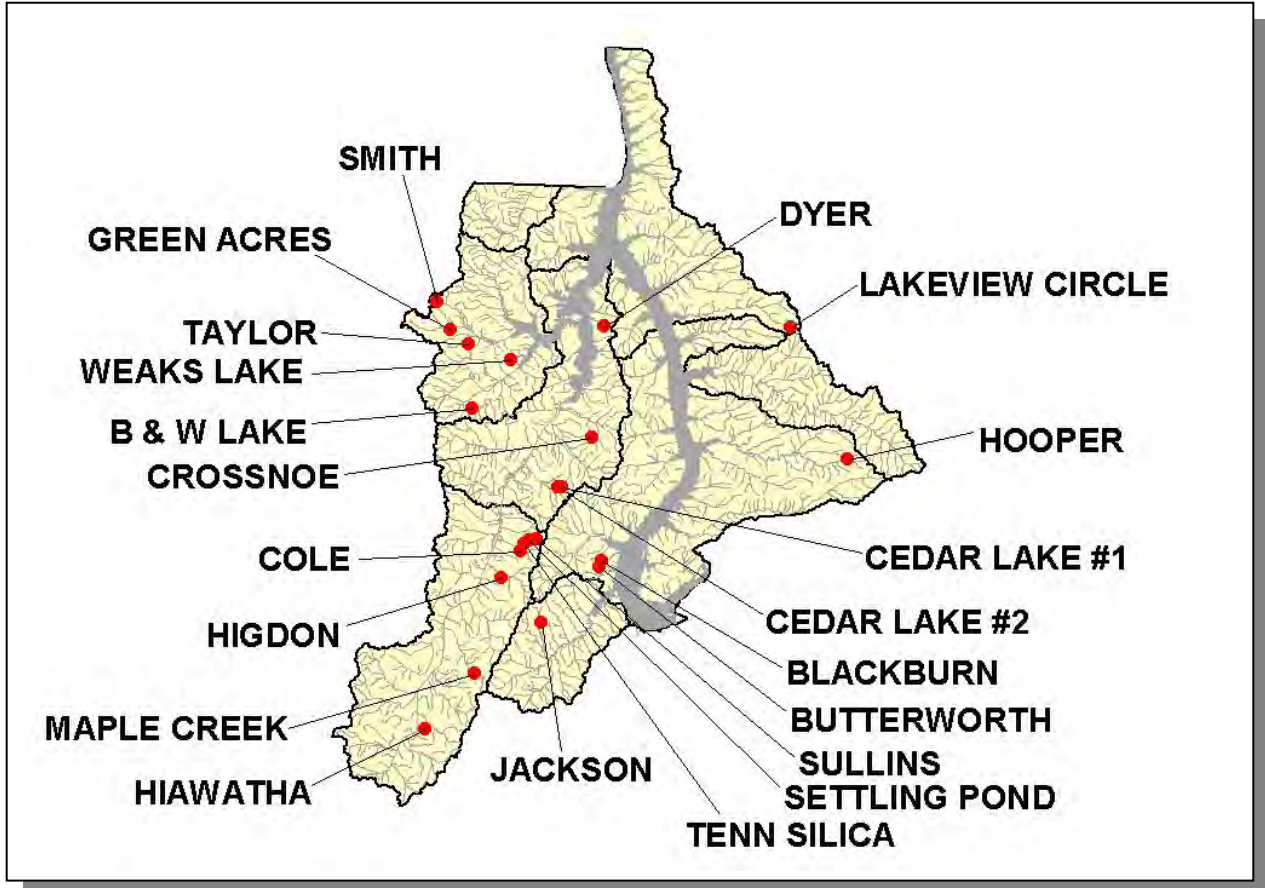 SMITH
GREEN ACRES
DYER
LAKEVIEW CIRCLE
TAYLOR
WEAKS LAKE
B & W LAKE
CROSSNOE
HOOPER
COLE
CEDAR LAKE #1
HIGDON
CEDAR LAKE #2
BLACKBURN
MAPLE CREEK
BUTTERWORTH
JACKSON
SULLINS
HIAWATHA
SETTLING POND
TENN SILICA